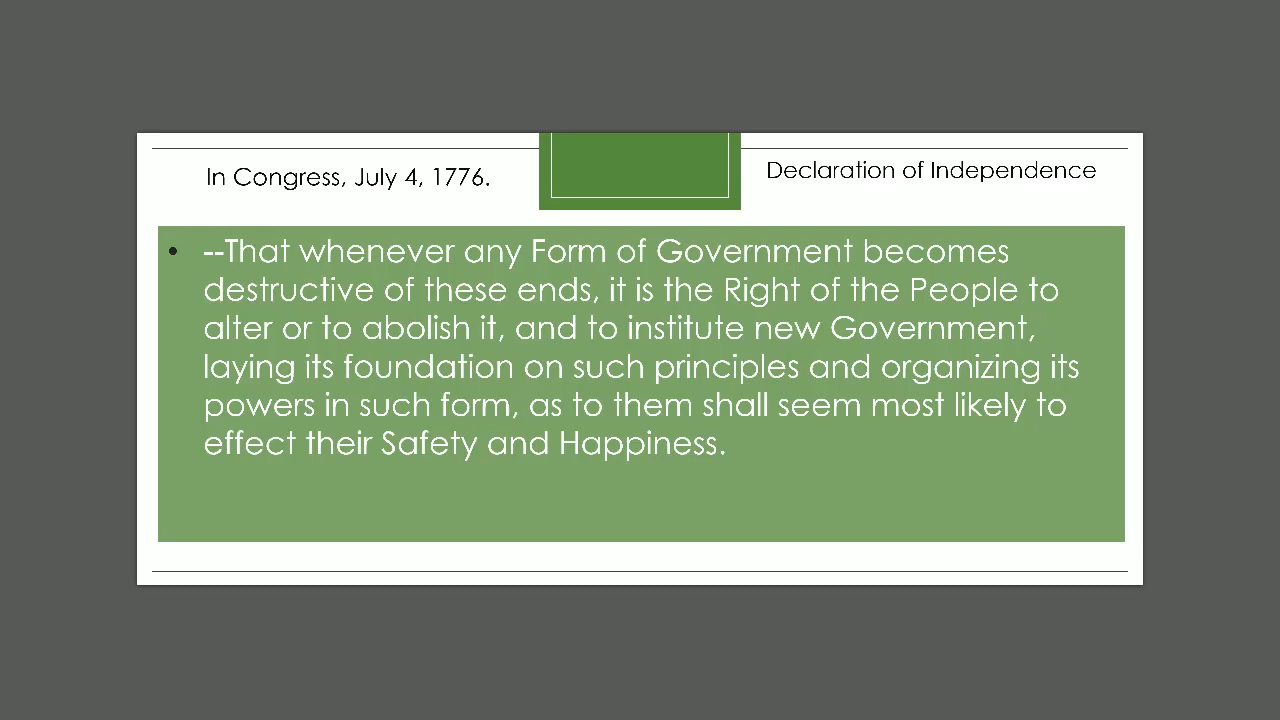 In Congress, July 4, 1776.
Declaration of Independence
• --That whenever any Form of Government becomes
destructive of these ends, it is the Right of the People to
alter or to abolish it, and to institute new Government,
laying its foundation on such principles and organizing its
powers in such form, as to them shall seem most likely to
effect their Safety and Happiness.